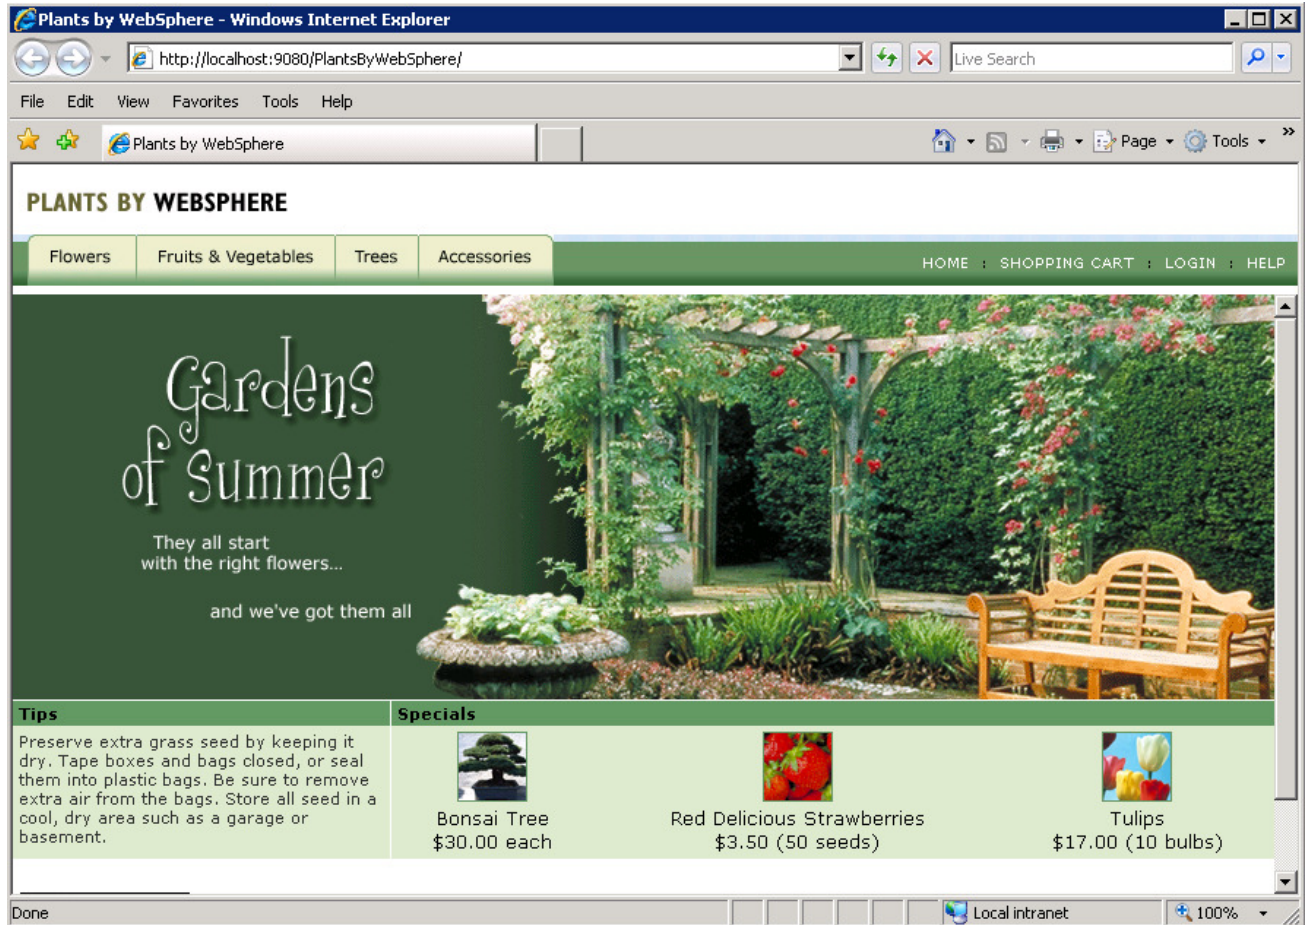 Plants by WebSphere - Windows Internet Explorer
http://localhost:9080/PlantsByWebSphere/
Live Search
File Edit View Favorites Tools Help
Plants by WebSphere
Page Tools »
PLANTS BY WEBSPHERE
Flowers Fruits & Vegetables Trees Accessories
HOME : SHOPPING CART : LOGIN : HELP
Gardens
of Summer
They all start
with the right flowers...
and we've got them all
Tips
Preserve extra grass seed by keeping it
dry. Tape boxes and bags closed, or seal
them into plastic bags. Be sure to remove
extra air from the bags. Store all seed in a
cool, dry area such as a garage or
basement.
Specials
Bonsai Tree
$30.00 each
Red Delicious Strawberries
$3.50 (50 seeds)
Tulips
$17.00 (10 bulbs)
Done
Local intranet
100%